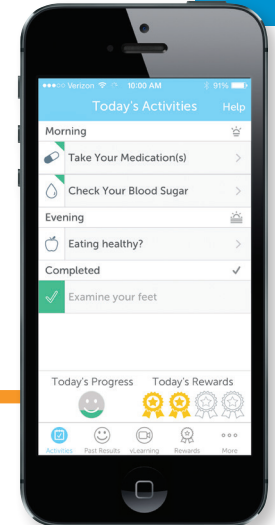 Verizon 10:00 AM 91%
Today's Activities Help
Morning
Take Your Medication(s)
Check Your Blood Sugar
Evening
Eating healthy?
Completed
Examine your feet
Today's Progress Today's Rewards
Activities Past Results vLearning Rewards More